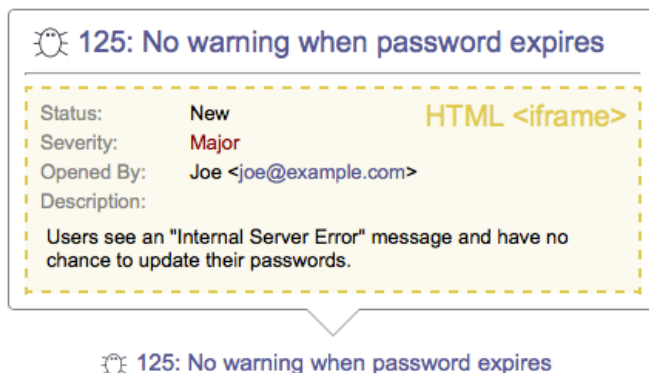 125: No warning when password expires
HTML <iframe>
Status: New
Severity: Major
Opened By: Joe <joe@example.com>
Description:
Users see an "Internal Server Error" message and have no
chance to update their passwords.
125: No warning when password expires